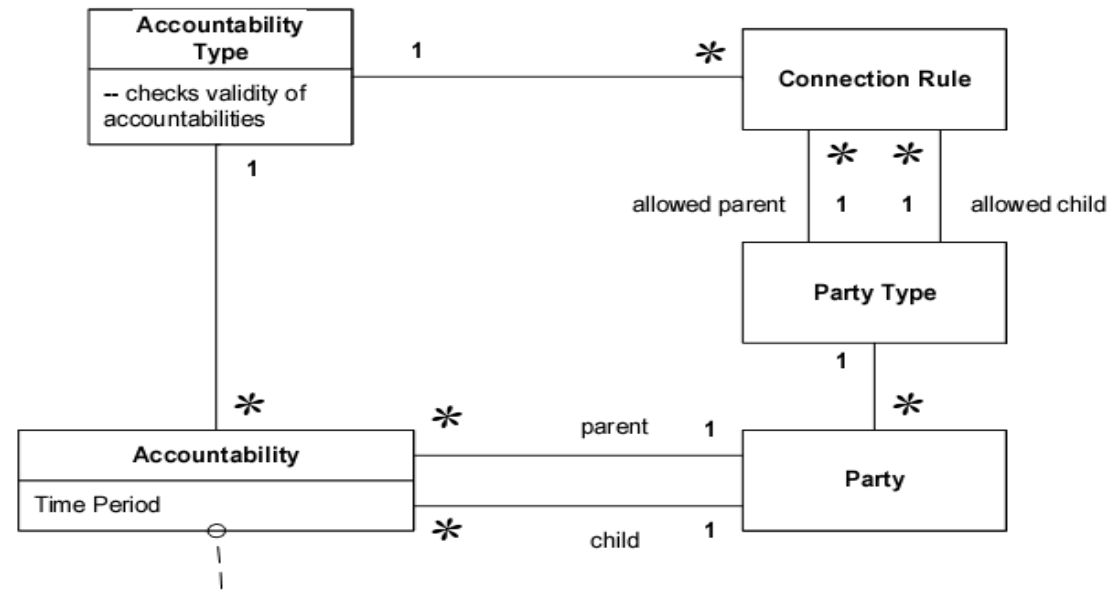 Accountability
Type
-- checks validity of
accountabilities
1
*
Connection Rule
1
*
*
allowed parent
1
1
allowed child
Party Type
1
*
*
*
parent
1
Accountability
Party
Time Period
*
child
1